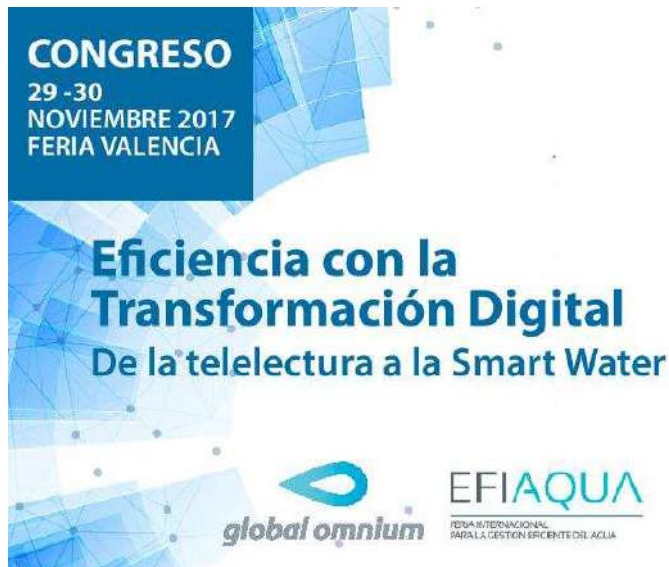 CONGRESO
29 -30
NOVIEMBRE 2017
FERIA VALENCIA
Eficiencia con la
Transformación Digital
De la telelectura a la Smart Water
global omnium
EFIAQUA
FERIA INTERNACIONAL
PARA LA GESTIÓN EFICIENTE DEL AGUA